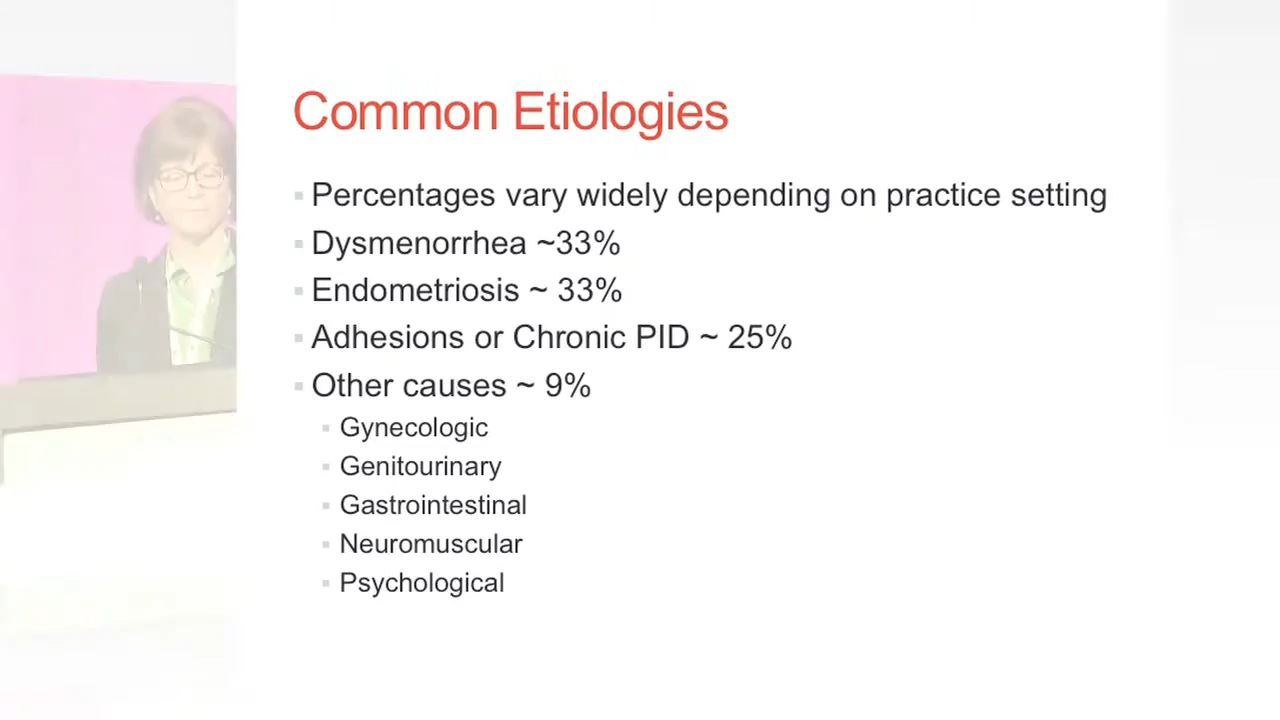 Common Etiologies
Percentages vary widely depending on practice setting
Dysmenorrhea ~33%
Endometriosis ~ 33%
Adhesions or Chronic PID ~ 25%
Other causes ~ 9%
Gynecologic
Genitourinary
Gastrointestinal
Neuromuscular
Psychological